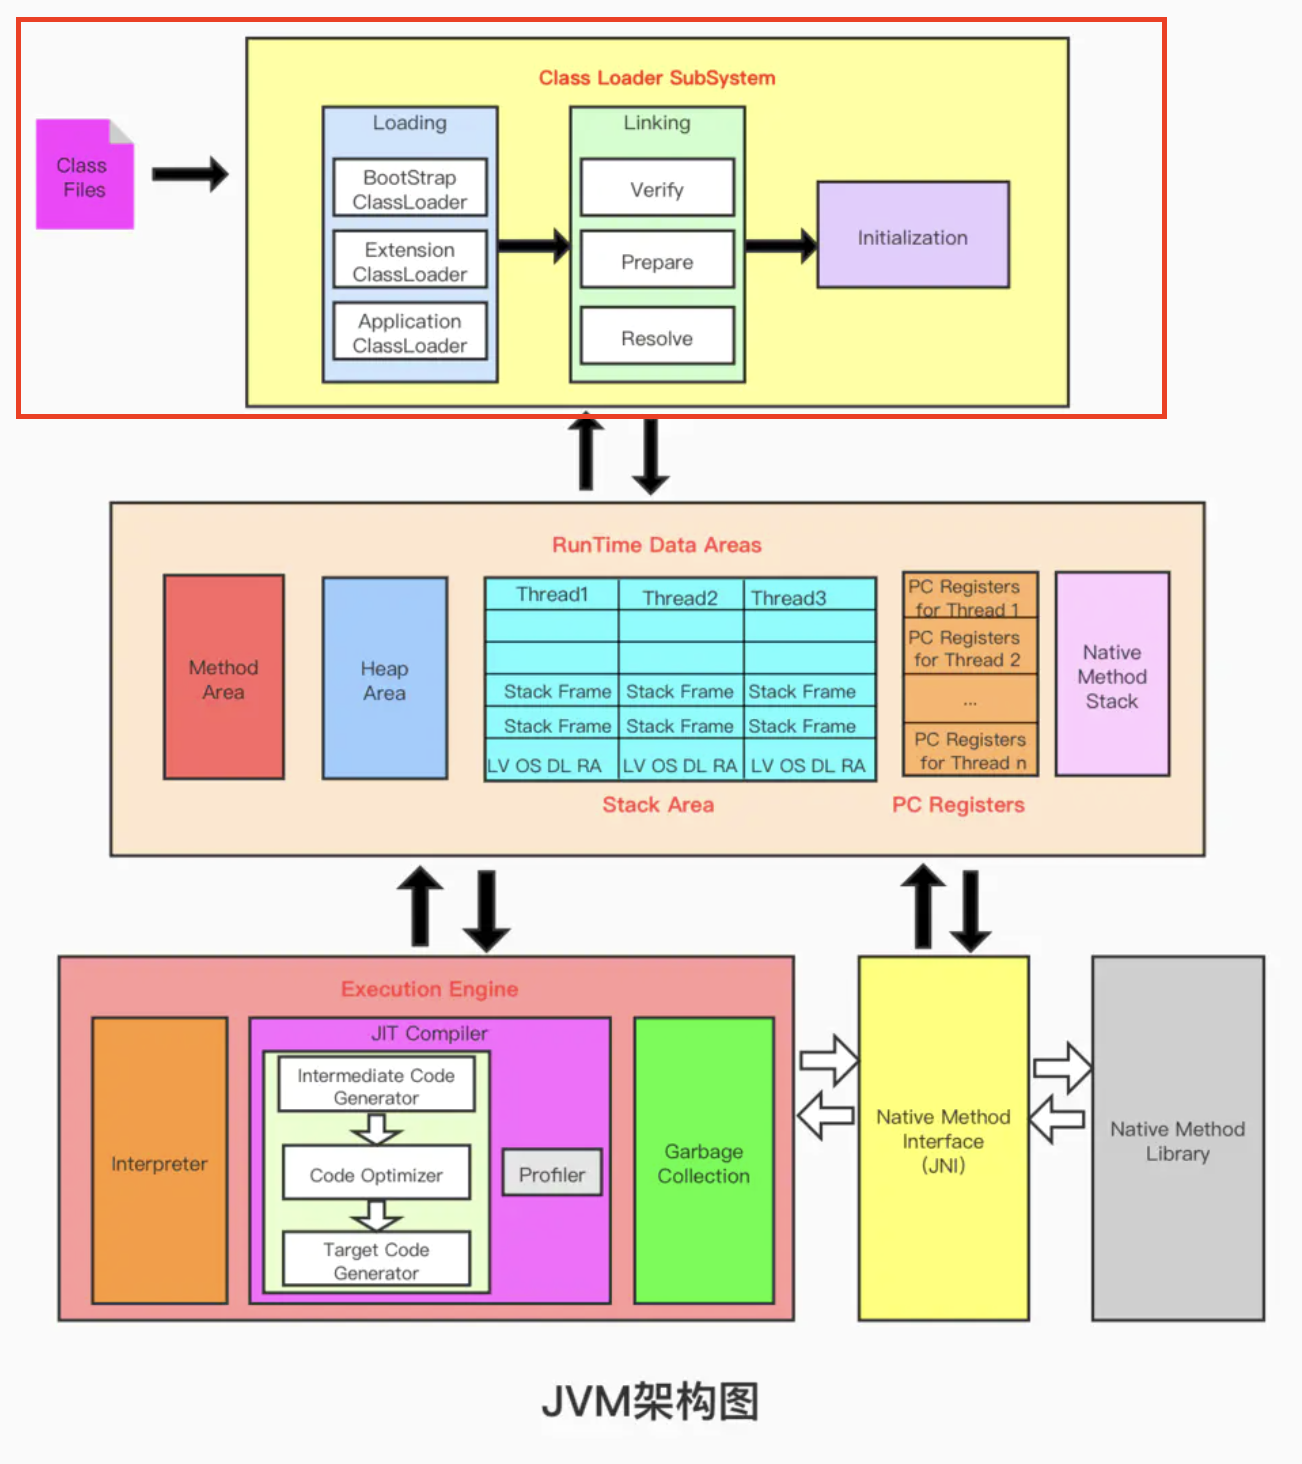 Class Loader SubSystem
Class
Files
Loading
BootStrap
ClassLoader
Extension
ClassLoader
Application
ClassLoader
Linking
Verify
Prepare
Resolve
Initialization
RunTime Data Areas
Method
Area
Heap
Area
Thread1
Thread2
Thread3
Stack Frame
Stack Frame
Stack Frame
Stack Frame
Stack Frame
Stack Frame
LV OS DL RA
LV OS DL RA
LV OS DL RA
Stack Area
PC Registers
for Thread 1
PC Registers
for Thread 2
...
PC Registers
for Thread n
PC Registers
Native
Method
Stack
Execution Engine
Interpreter
JIT Compiler
Intermediate Code
Generator
Code Optimizer
Target Code
Generator
Profiler
Garbage
Collection
Native Method
Interface
（JNI）
Native Method
Library
JVM架构图